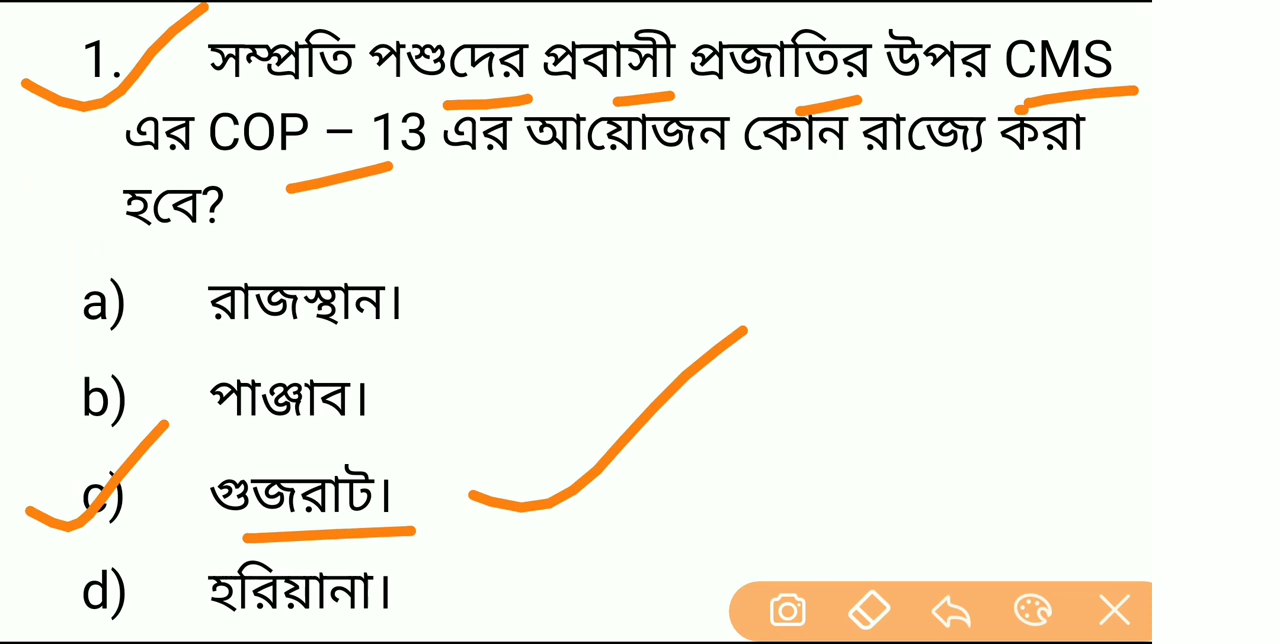 1. সম্প্রতি পশুদের প্রবাসী প্রজাতির উপর CMS
এর COP – 13 এর আয়োজন কোন রাজ্যে করা
হবে?
a) রাজস্থান।
b) পাঞ্জাব।
c) গুজরাট।
d) হরিয়ানা।